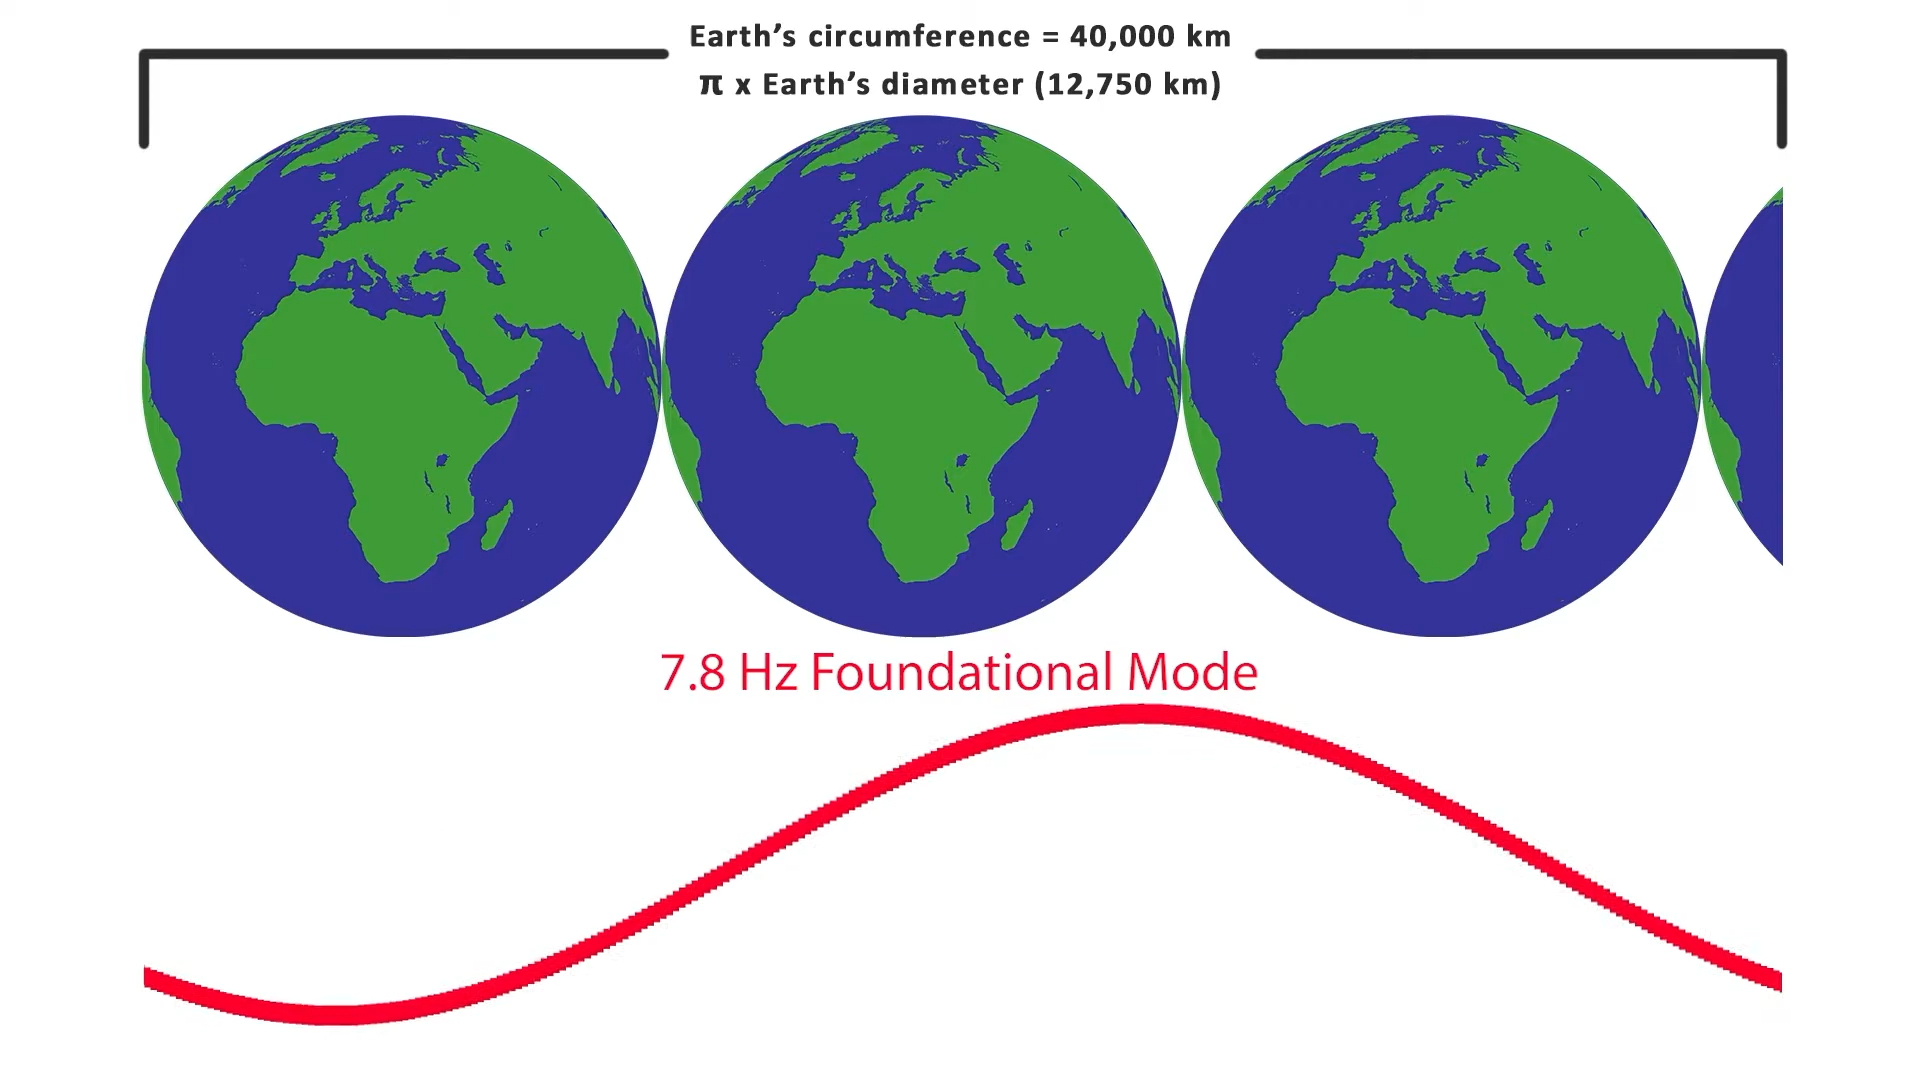 Earth’s circumference = 40,000 km
π x Earth’s diameter (12,750 km)
7.8 Hz Foundational Mode